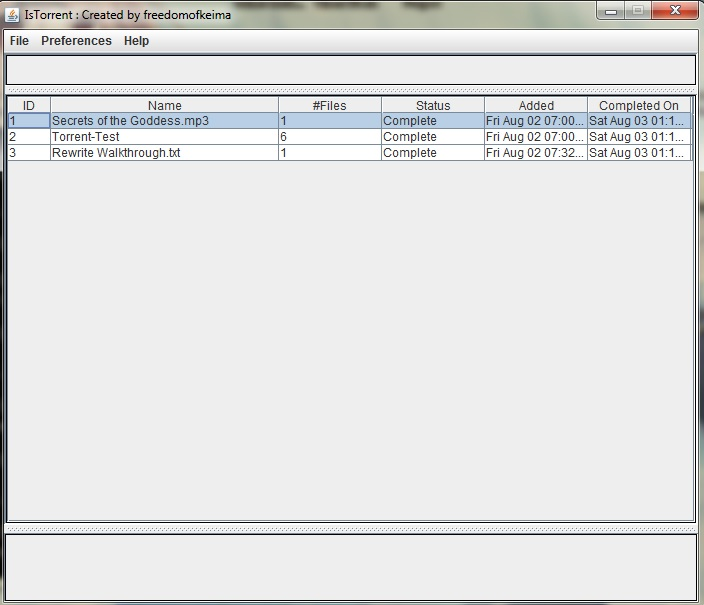 IsTorrent : Created by freedomofkeima
File Preferences Help
ID Name #Files Status Added Completed On
1 Secrets of the Goddess.mp3 1 Complete Fri Aug 02 07:00... Sat Aug 03 01:1...
2 Torrent-Test 6 Complete Fri Aug 02 07:00... Sat Aug 03 01:1...
3 Rewrite Walkthrough.txt 1 Complete Fri Aug 02 07:32... Sat Aug 03 01:1...